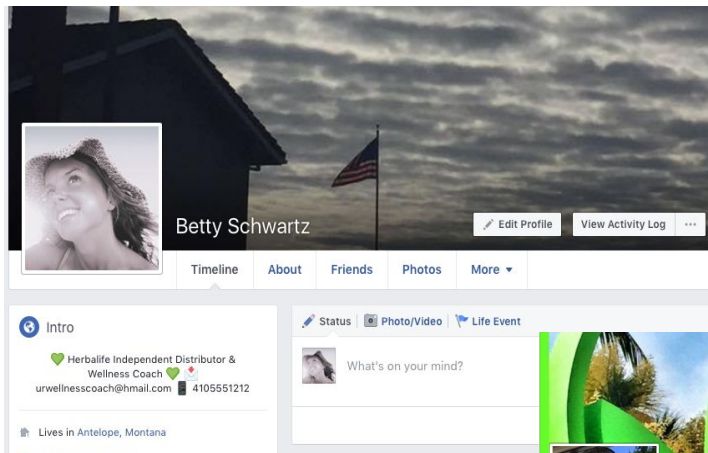 Betty Schwartz
Edit Profile
View Activity Log
Timeline
About
Friends
Photos
More
Intro
💚 Herbalife Independent Distributor &
Wellness Coach 💚 📩
urwellnesscoach@hmail.com 📱 4105551212
Lives in Antelope, Montana
Status
Photo/Video
Life Event
What's on your mind?